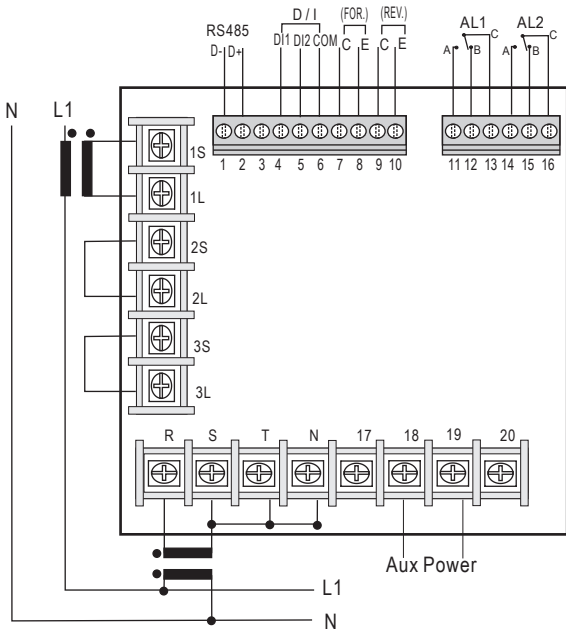 D / I (FOR.) (REV.) AL1 AL2
RS485
D- D+ DI1 DI2 COM C E C E A B C A B C
N L1
1S
1 2 3 4 5 6 7 8 9 10 11 12 13 14 15 16
1L
2S
2L
3S
3L
R S T N 17 18 19 20
Aux Power
L1
N